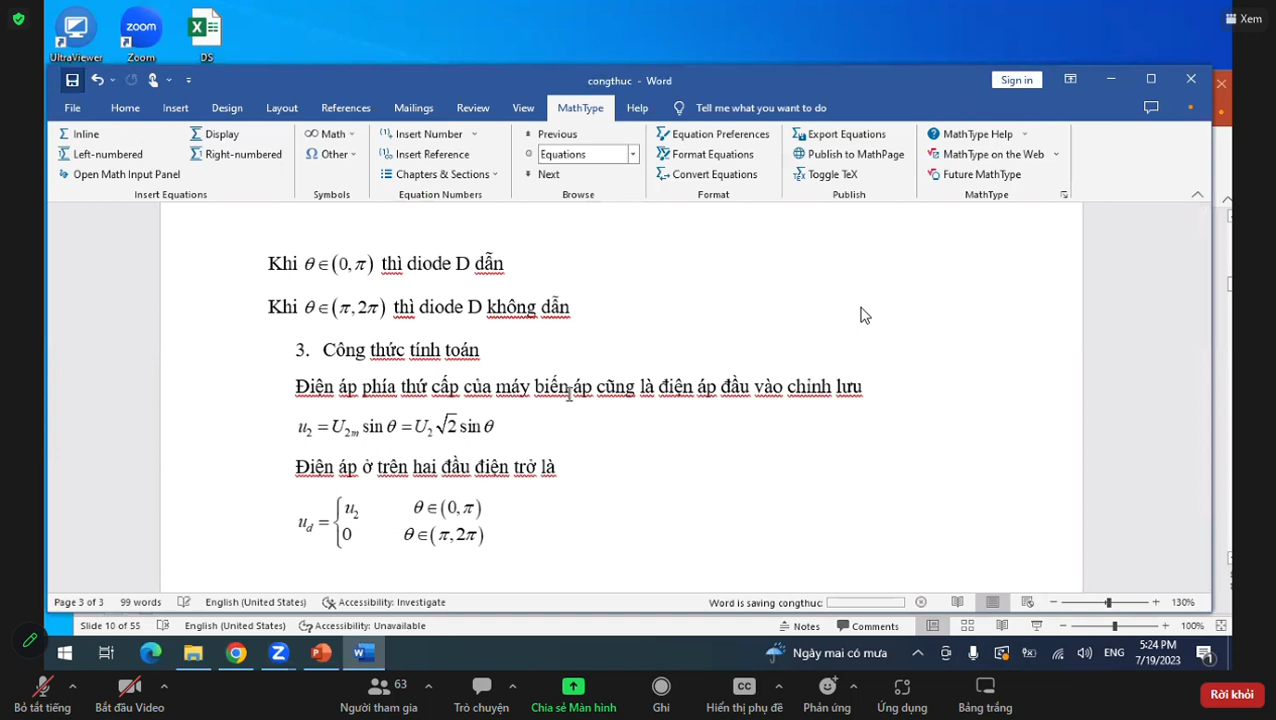 Xem
UltraViewer
Zoom
DS
congthuc - Word
Sign in
File Home Insert Design Layout References Mailings Review View MathType Help Tell me what you want to do
Inline
Left-numbered
Open Math Input Panel
Display
Right-numbered
Insert Equations
Math
Other
Symbols
Insert Number
Insert Reference
Chapters & Sections
Equation Numbers
Previous
Equations
Next
Browse
Equation Preferences
Format Equations
Convert Equations
Format
Export Equations
Publish to MathPage
Toggle TeX
Publish
MathType Help
MathType on the Web
Future MathType
MathType
Khi θ∈(0,π) thì diode D dẫn
Khi θ∈(π,2π) thì diode D không dẫn
3. Công thức tính toán
Điện áp phía thứ cấp của máy biến áp cũng là điện áp đầu vào chỉnh lưu
u₂ = U₂ₘ sin θ = U₂√2 sin θ
Điện áp ở trên hai đầu điện trở là
u_d = { u₂ θ∈(0,π)
0 θ∈(π,2π)
Page 3 of 3 99 words English (United States) Accessibility: Investigate Word is saving congthuc: 130%
Slide 10 of 55 English (United States) Accessibility: Unavailable Notes Comments 100%
Ngày mai có mưa ENG 5:24 PM
7/19/2023
1
Bỏ tắt tiếng Bắt đầu Video Người tham gia 63 Trò chuyện Chia sẻ Màn hình Ghi Hiển thị phụ đề Phản ứng Ứng dụng Bảng trắng Rời khỏi